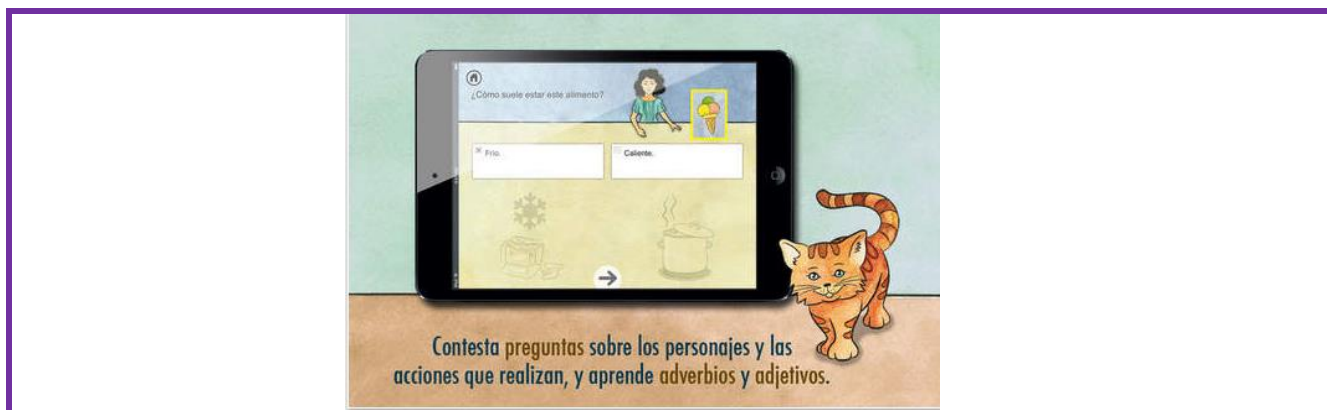 ¿Cómo suele estar este alimento?
Frío.
Caliente.
Contesta preguntas sobre los personajes y las
acciones que realizan, y aprende adverbios y adjetivos.